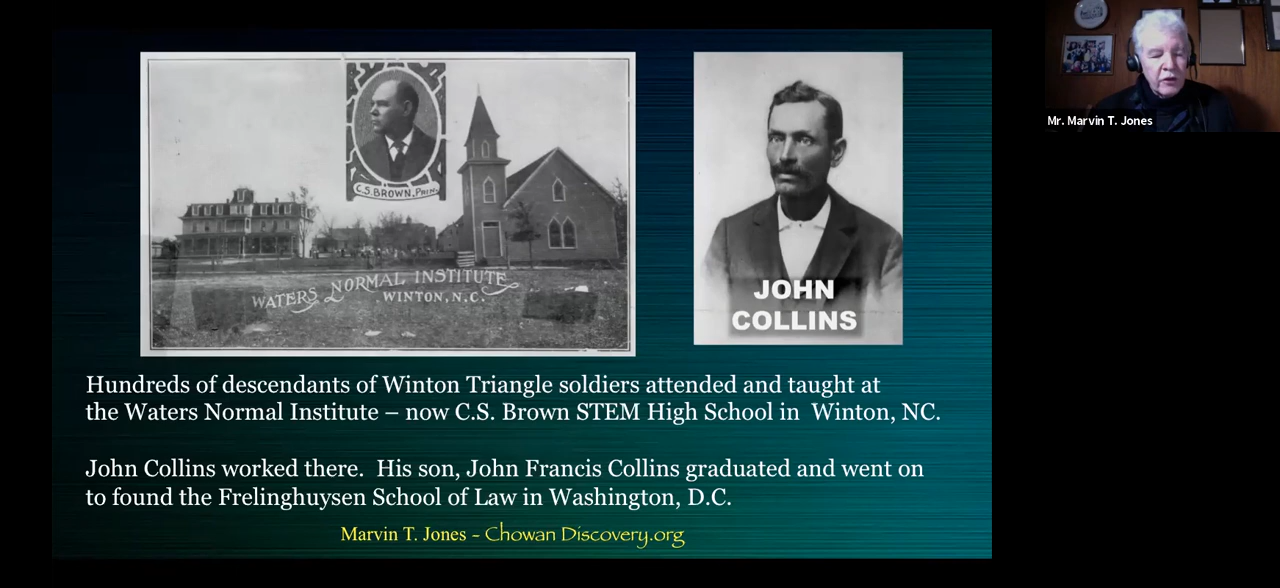 C.S. BROWN, PRIN.
WATERS NORMAL INSTITUTE
WINTON, N.C.
JOHN
COLLINS
Mr. Marvin T. Jones
Hundreds of descendants of Winton Triangle soldiers attended and taught at
the Waters Normal Institute – now C.S. Brown STEM High School in  Winton, NC.
John Collins worked there.  His son, John Francis Collins graduated and went on
to found the Frelinghuysen School of Law in Washington, D.C.
Marvin T. Jones - Chowan Discovery.org